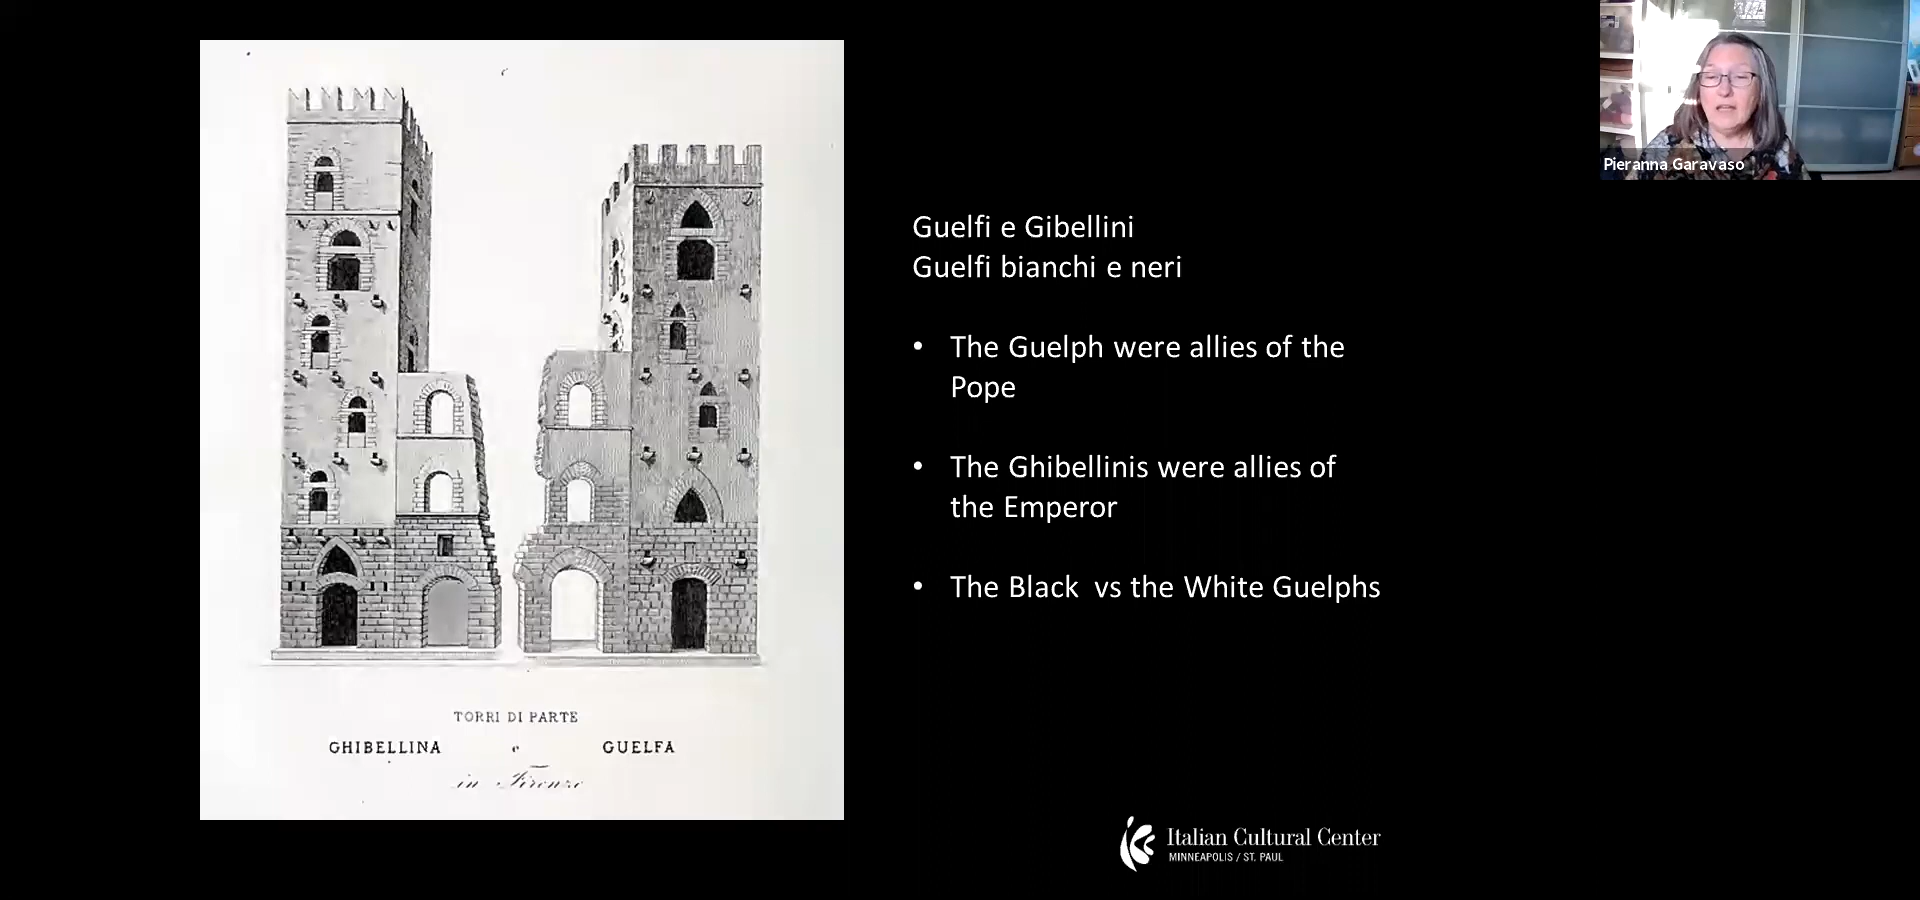 Pieranna Garavaso
Guelfi e Gibellini
Guelfi bianchi e neri
• The Guelph were allies of the
Pope
• The Ghibellinis were allies of
the Emperor
• The Black vs the White Guelphs
TORRI DI PARTE
GHIBELLINA e GUELFA
in Firenze
Italian Cultural Center
MINNEAPOLIS / ST. PAUL